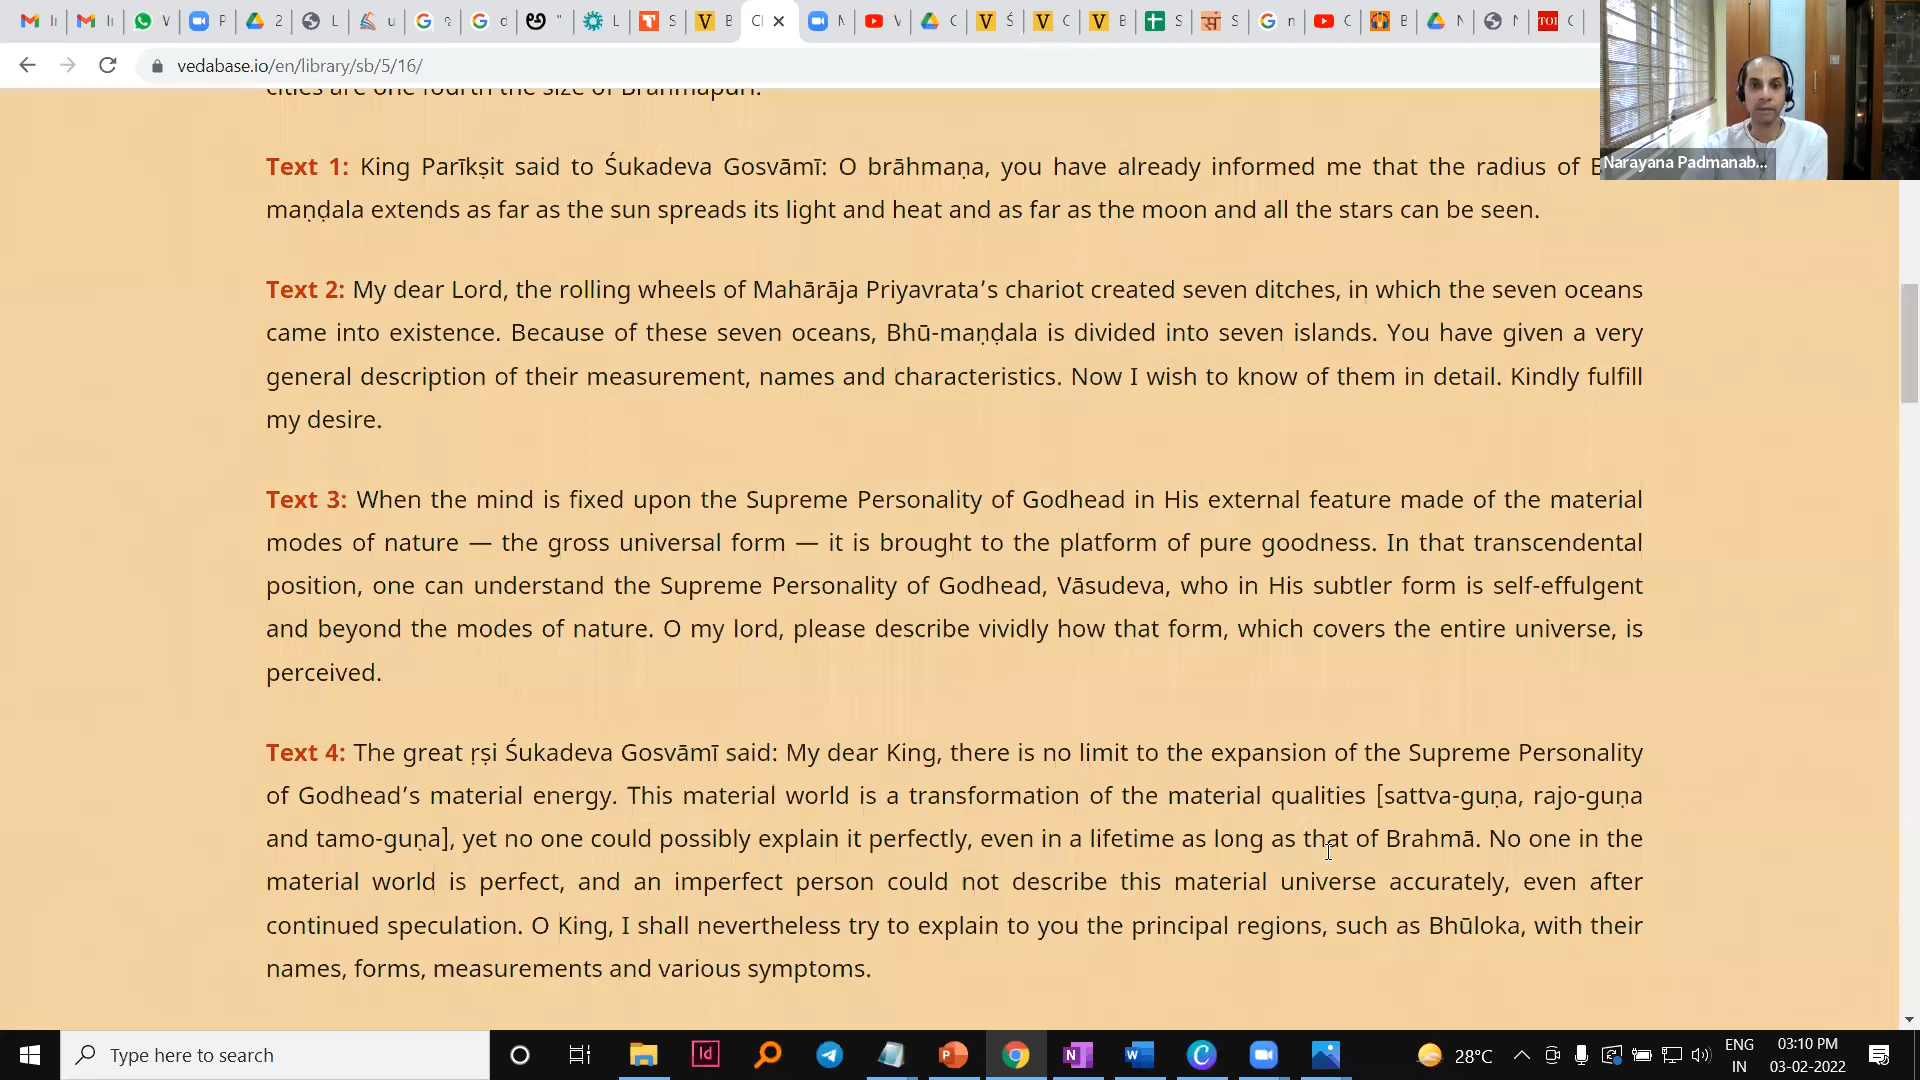 vedabase.io/en/library/sb/5/16/
Narayana Padmanab...
cities are one fourth the size of Brahmapurī.
Text 1: King Parīkṣit said to Śukadeva Gosvāmī: O brāhmaṇa, you have already informed me that the radius of
maṇḍala extends as far as the sun spreads its light and heat and as far as the moon and all the stars can be seen.
Text 2: My dear Lord, the rolling wheels of Mahārāja Priyavrata’s chariot created seven ditches, in which the seven oceans
came into existence. Because of these seven oceans, Bhū-maṇḍala is divided into seven islands. You have given a very
general description of their measurement, names and characteristics. Now I wish to know of them in detail. Kindly fulfill
my desire.
Text 3: When the mind is fixed upon the Supreme Personality of Godhead in His external feature made of the material
modes of nature — the gross universal form — it is brought to the platform of pure goodness. In that transcendental
position, one can understand the Supreme Personality of Godhead, Vāsudeva, who in His subtler form is self-effulgent
and beyond the modes of nature. O my lord, please describe vividly how that form, which covers the entire universe, is
perceived.
Text 4: The great ṛṣi Śukadeva Gosvāmī said: My dear King, there is no limit to the expansion of the Supreme Personality
of Godhead’s material energy. This material world is a transformation of the material qualities [sattva-guṇa, rajo-guṇa
and tamo-guṇa], yet no one could possibly explain it perfectly, even in a lifetime as long as that of Brahmā. No one in the
material world is perfect, and an imperfect person could not describe this material universe accurately, even after
continued speculation. O King, I shall nevertheless try to explain to you the principal regions, such as Bhūloka, with their
names, forms, measurements and various symptoms.
Type here to search
28°C
ENG
IN
03:10 PM
03-02-2022